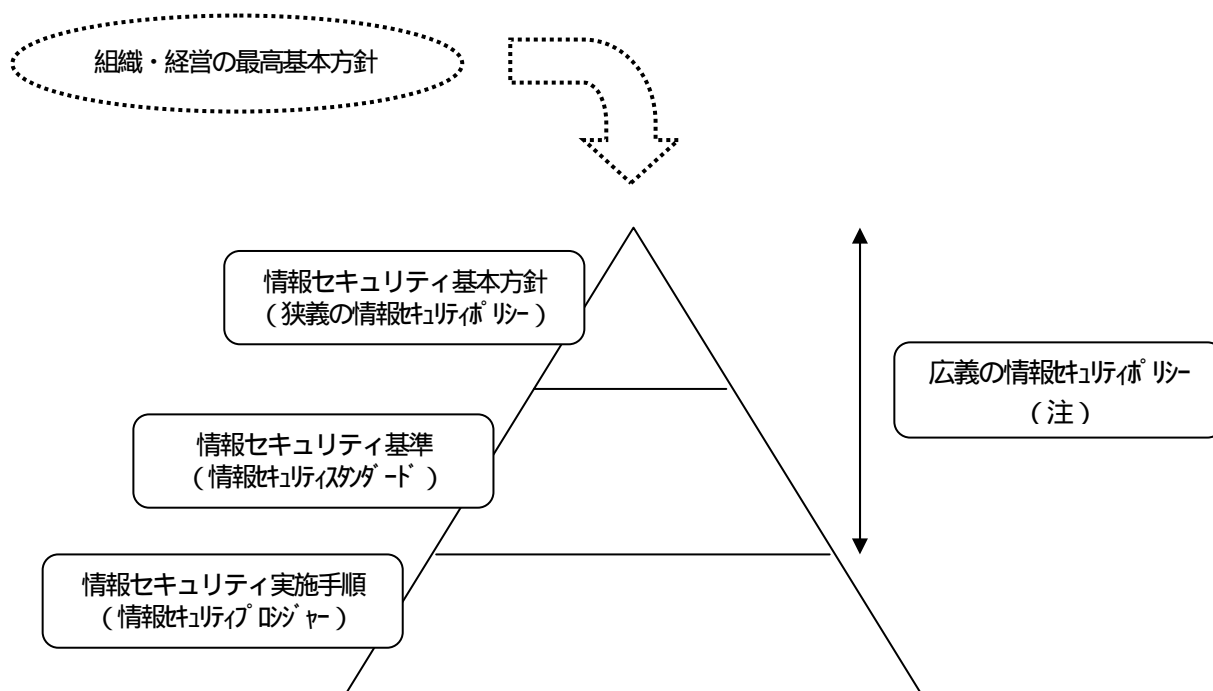 組織・経営の最高基本方針
情報セキュリティ基本方針
（狭義の情報ｾｷｭﾘﾃｨﾎﾟﾘｼｰ）
広義の情報ｾｷｭﾘﾃｨﾎﾟﾘｼｰ
（注）
情報セキュリティ基準
（情報ｾｷｭﾘﾃｨｽﾀﾝﾀﾞｰﾄﾞ）
情報セキュリティ実施手順
（情報ｾｷｭﾘﾃｨﾌﾟﾛｼｼﾞｬｰ）